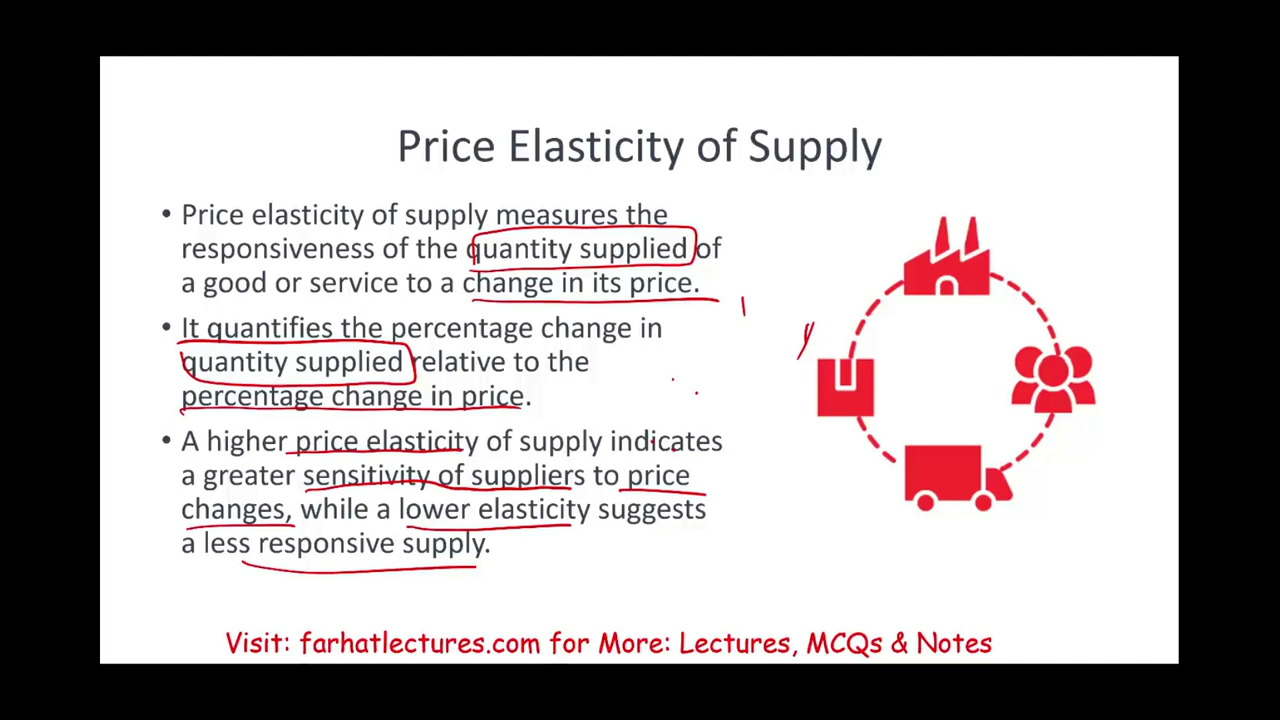 Price Elasticity of Supply
• Price elasticity of supply measures the
responsiveness of the quantity supplied of
a good or service to a change in its price.
• It quantifies the percentage change in
quantity supplied relative to the
percentage change in price.
• A higher price elasticity of supply indicates
a greater sensitivity of suppliers to price
changes, while a lower elasticity suggests
a less responsive supply.
Visit: farhatlectures.com for More: Lectures, MCQs & Notes